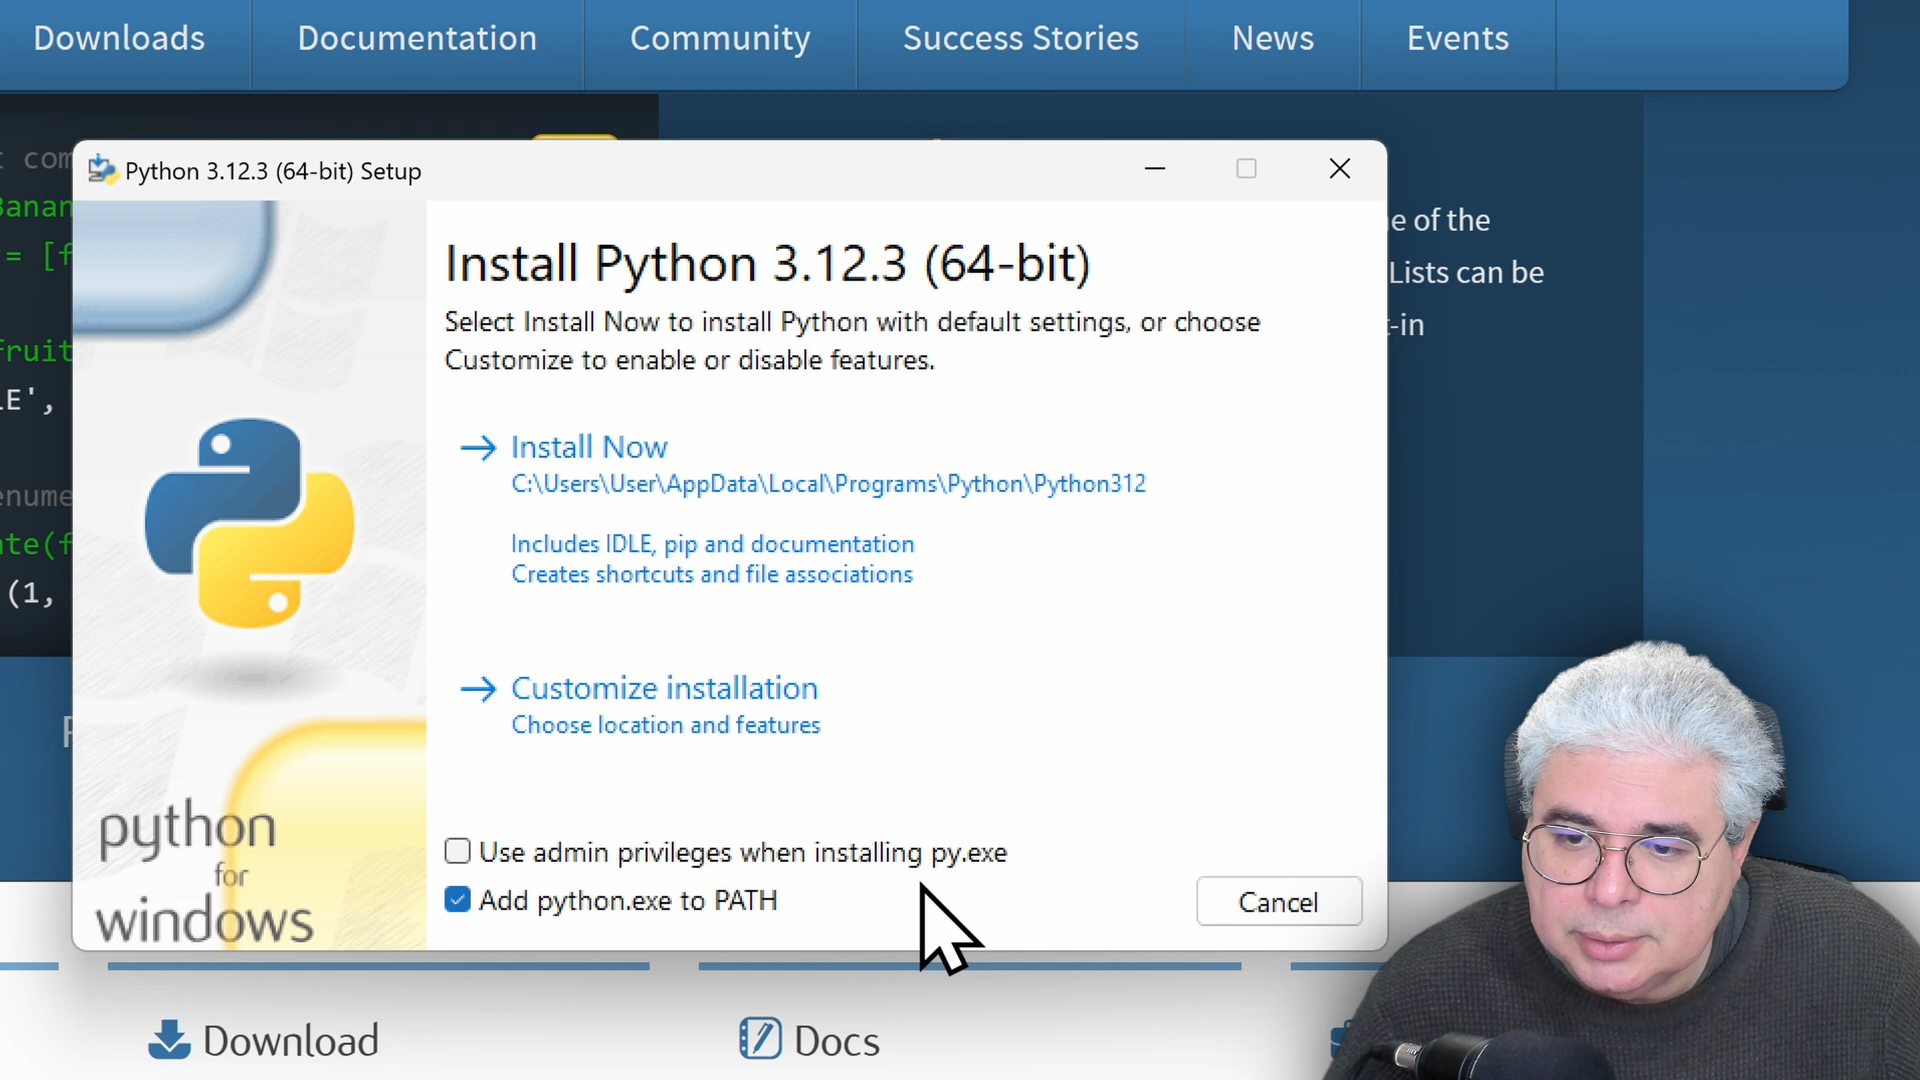 Downloads
Documentation
Community
Success Stories
News
Events
Python 3.12.3 (64-bit) Setup
Install Python 3.12.3 (64-bit)
Select Install Now to install Python with default settings, or choose
Customize to enable or disable features.
Install Now
C:\Users\User\AppData\Local\Programs\Python\Python312
Includes IDLE, pip and documentation
Creates shortcuts and file associations
Customize installation
Choose location and features
Use admin privileges when installing py.exe
Add python.exe to PATH
Cancel
python
for
windows
= [f
(1,
of the
Lists can be
-in
Download
Docs